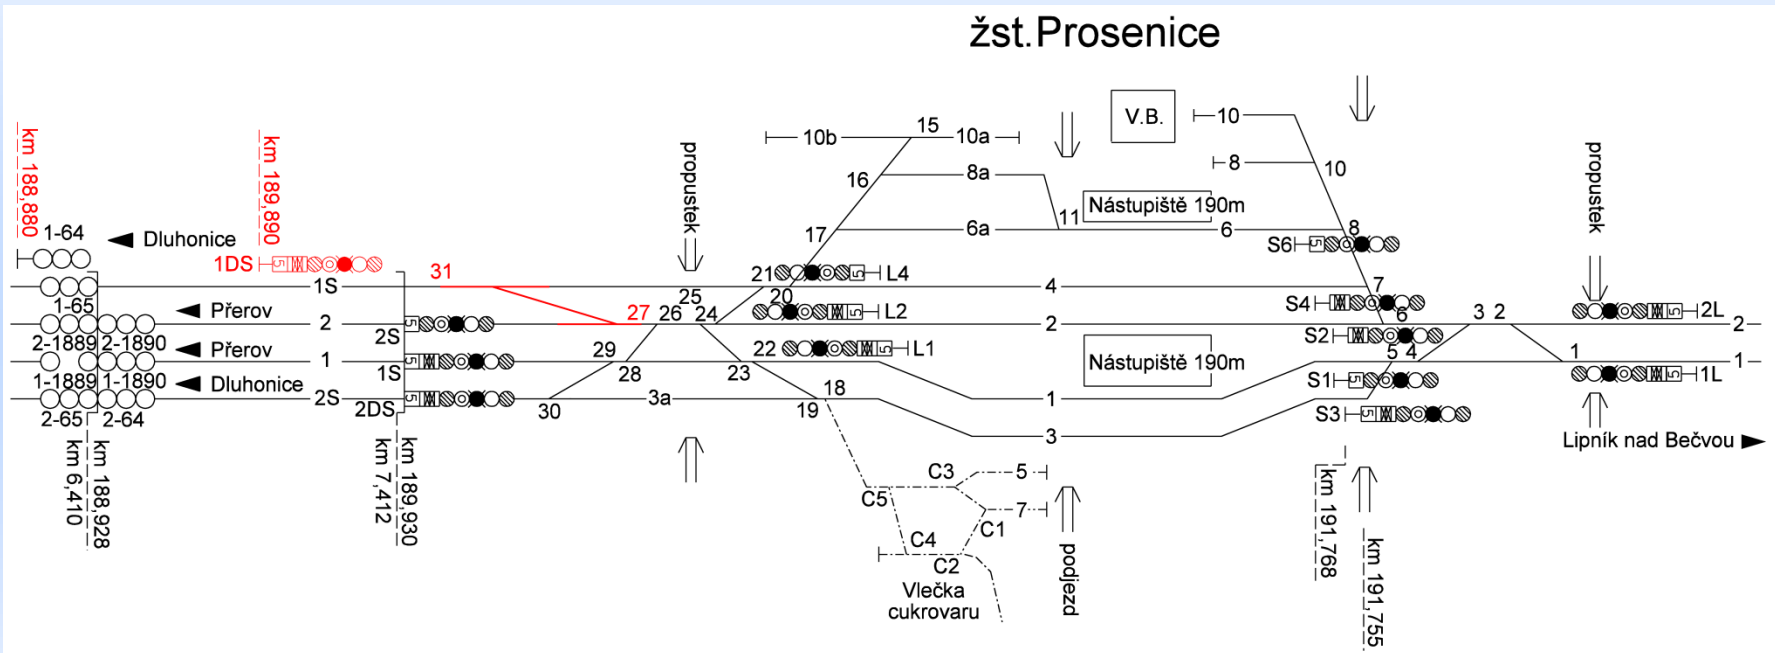 žst.Prosenice
km 188,880
km 189,890
propustek
10b
15
10a
V.B.
10
propustek
16
8a
8
10
1-64
Dluhonice
Nástupiště 190m
17
6a
11
6
8
S6
5
1DS
5
31
21
5
L4
7
1S
25
20
4
S4
5
1-65
Přerov
27
26
24
5
L2
6
3
2
5
2L
2
5
2
S2
5
2
2-1889
2-1890
2S
Přerov
29
22
5
L1
Nástupiště 190m
5
4
1
1
1
5
1S
28
23
S1
5
5
1L
1-1889
1-1890
Dluhonice
18
2S
5
2DS
30
3a
19
1
S3
5
2-65
2-64
3
Lipník nad Bečvou
km 6,410
km 188,928
km 7,412
km 189,930
C3
5
C5
7
C1
C4
C2
Vlečka
cukrovaru
podjezd
km 191,768
km 191,755